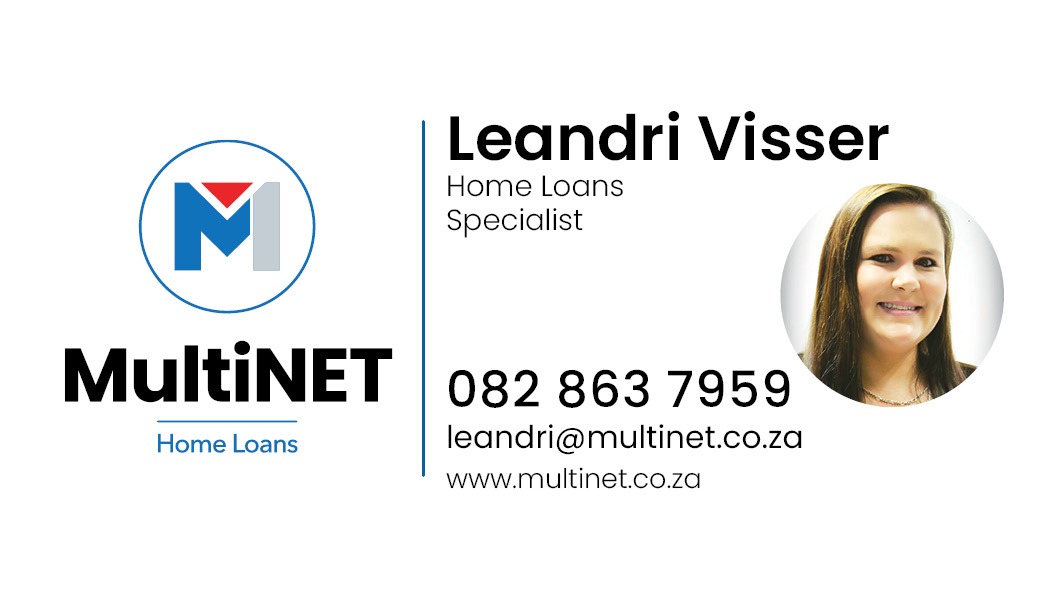 MultiNET
Home Loans
Leandri Visser
Home Loans
Specialist
082 863 7959
leandri@multinet.co.za
www.multinet.co.za